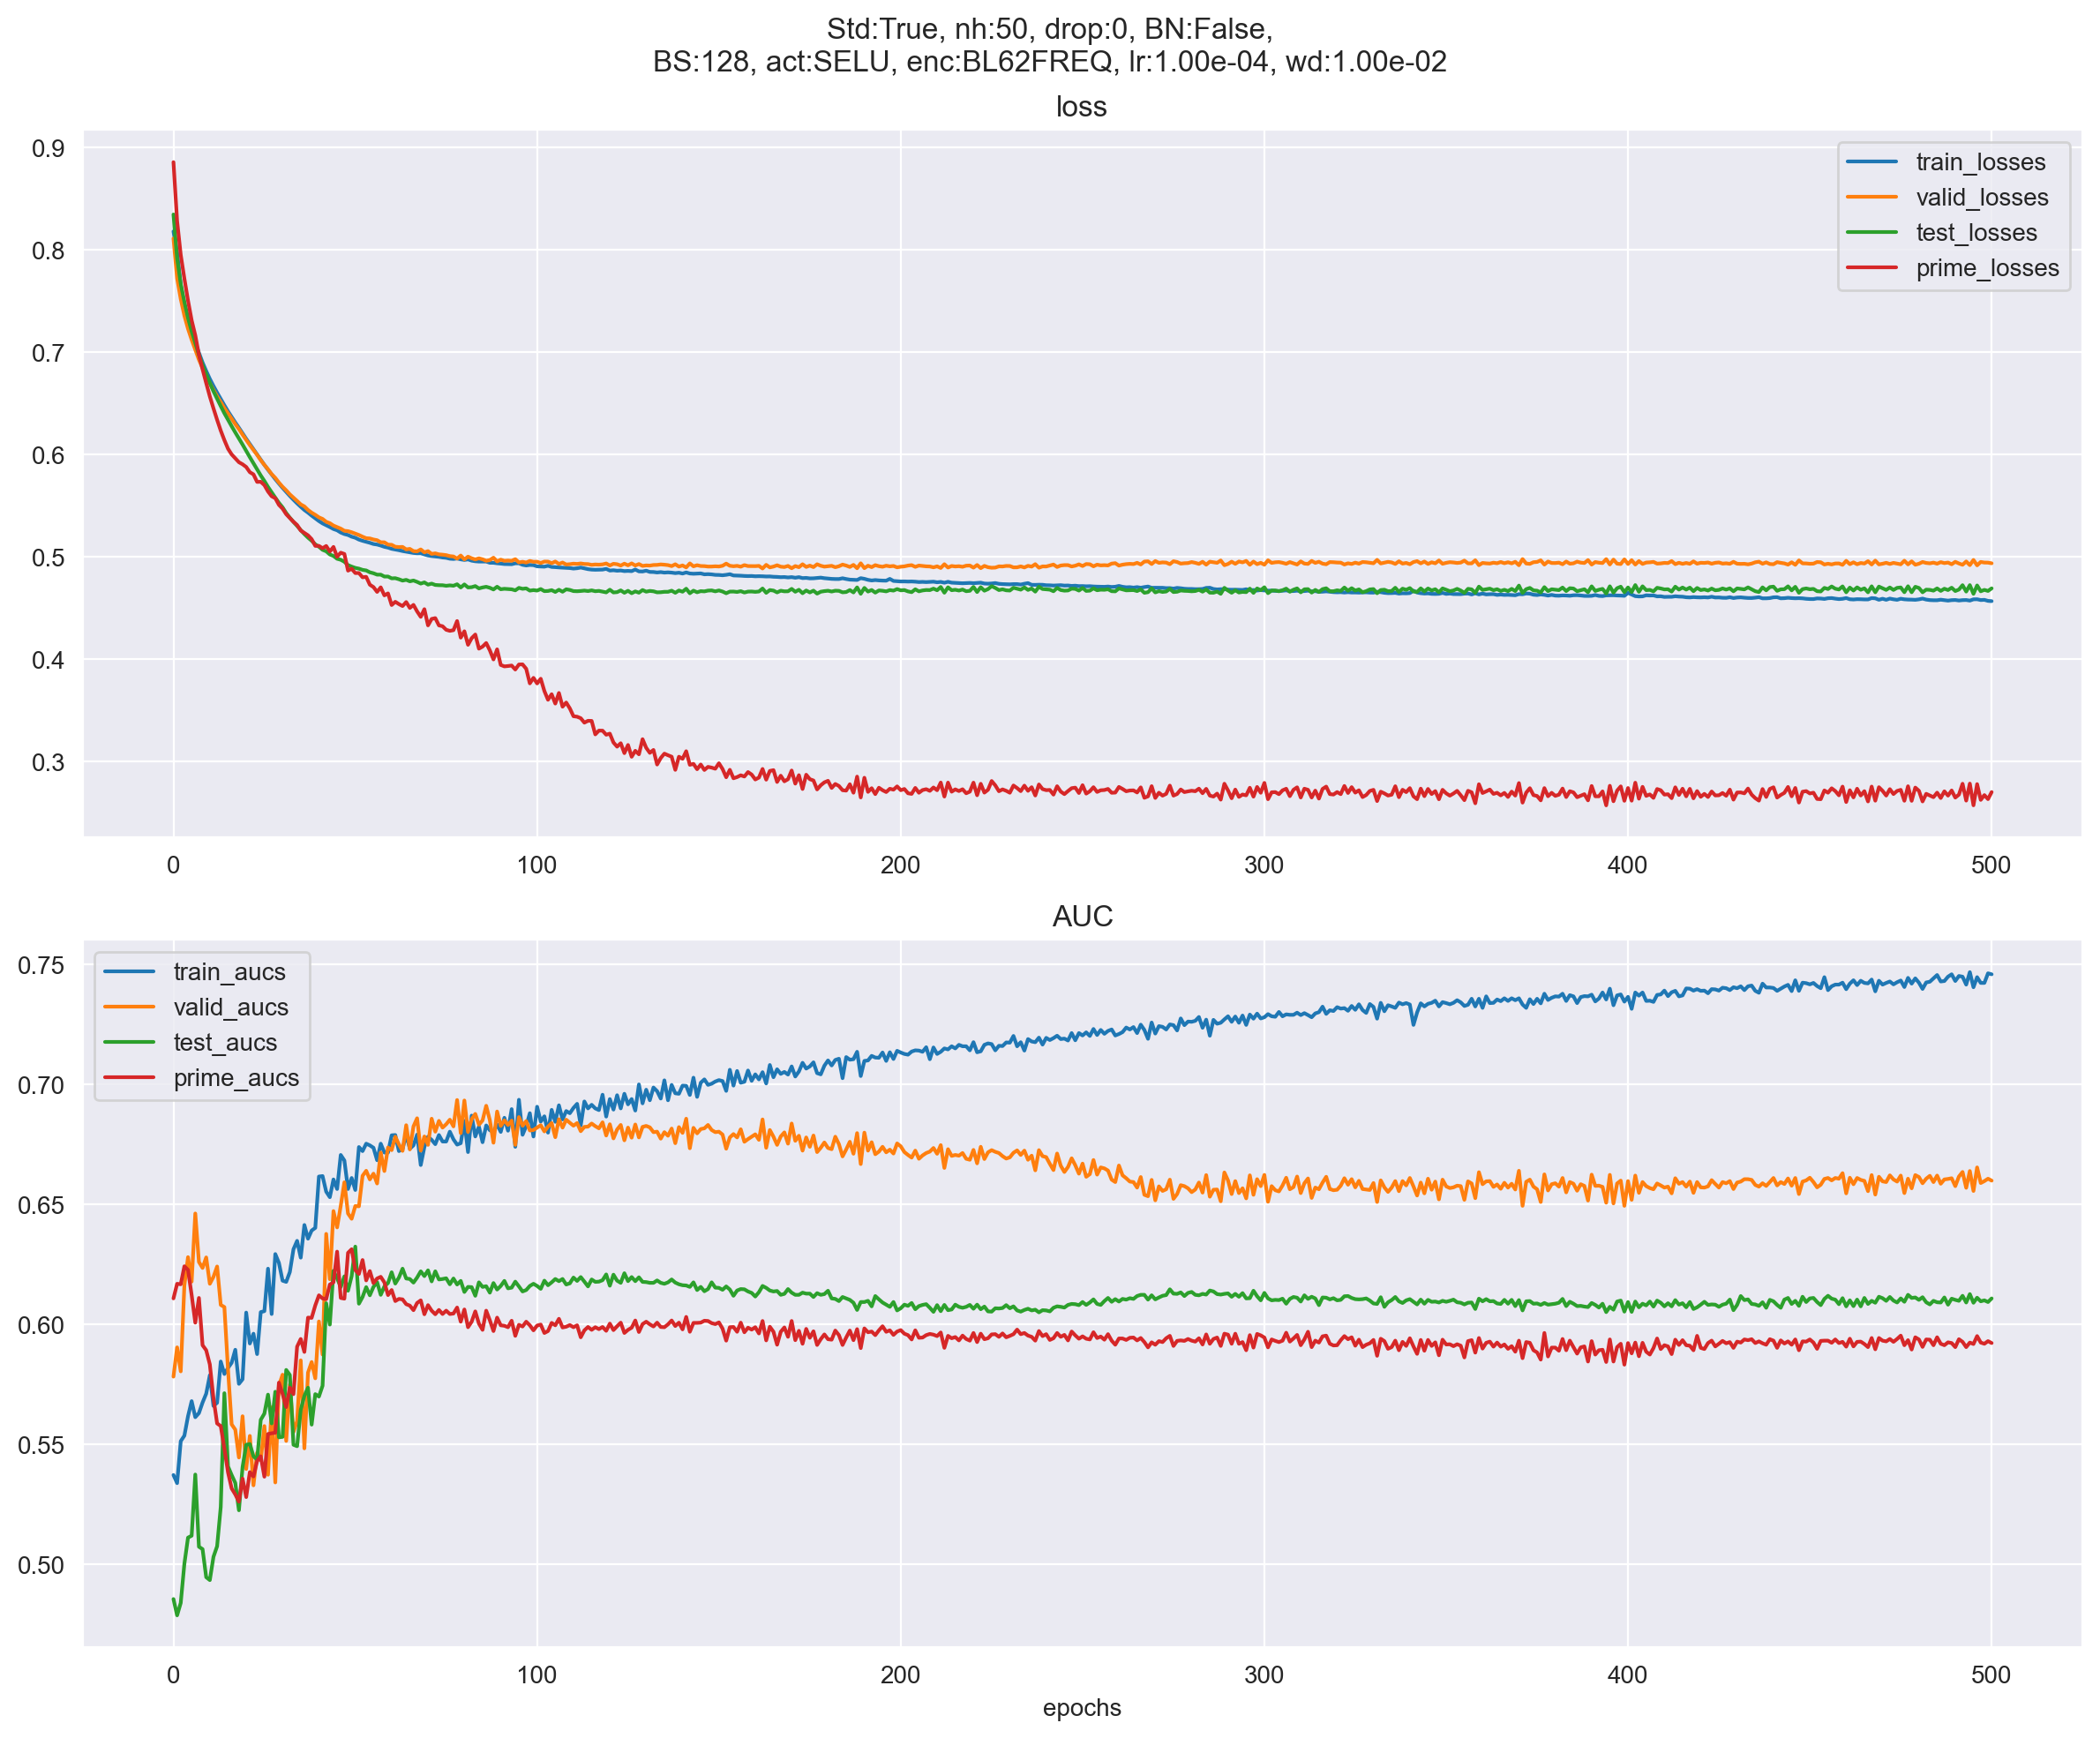 Std:True, nh:50, drop:0, BN:False,
BS:128, act:SELU, enc:BL62FREQ, lr:1.00e-04, wd:1.00e-02
loss
0.9
0.8
0.7
0.6
0.5
0.4
0.3
train_losses
valid_losses
test_losses
prime_losses
0 100 200 300 400 500
AUC
0.75
0.70
0.65
0.60
0.55
0.50
train_aucs
valid_aucs
test_aucs
prime_aucs
0 100 200 300 400 500
epochs